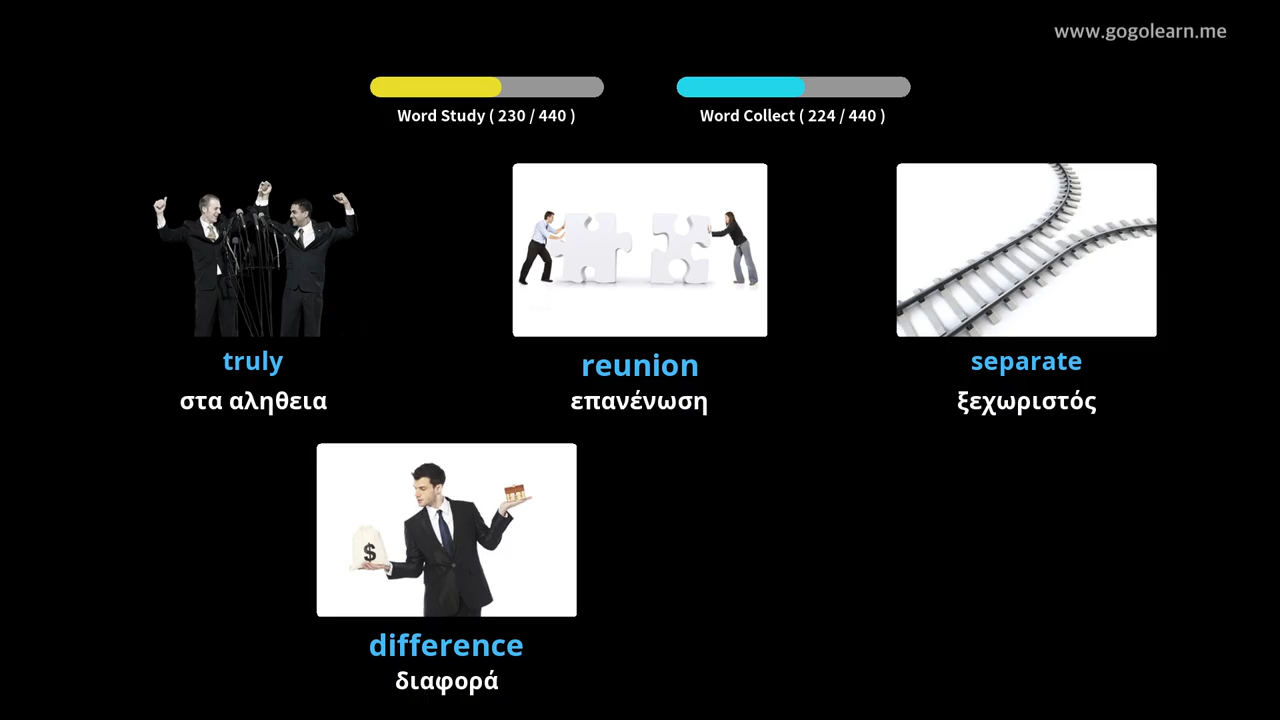 www.gogolearn.me
Word Study ( 230 / 440 )
Word Collect ( 224 / 440 )
truly
στα αληθεια
reunion
επανένωση
separate
ξεχωριστός
$
difference
διαφορά